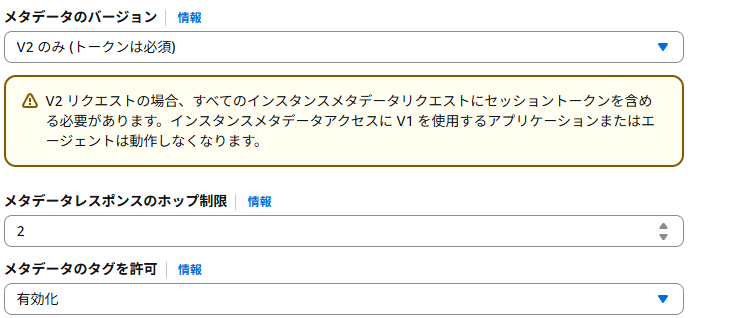 メタデータのバージョン 情報
V2 のみ (トークンは必須)
V2 リクエストの場合、すべてのインスタンスメタデータリクエストにセッショントークンを含め
る必要があります。インスタンスメタデータアクセスに V1 を使用するアプリケーションまたはエ
ージェントは動作しなくなります。
メタデータレスポンスのホップ制限 情報
2
メタデータのタグを許可 情報
有効化